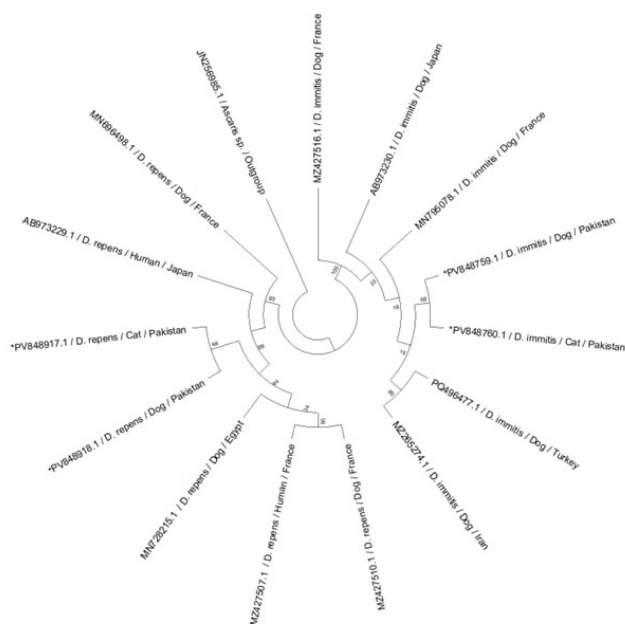 MZ427516.1 / D. immitis / Dog / France
AB973230.1 / D. immitis / Dog / Japan
MN795078.1 / D. immitis / Dog / France
*PV848759.1 / D. immitis / Dog / Pakistan
*PV848760.1 / D. immitis / Cat / Pakistan
PQ496477.1 / D. immitis / Dog / Turkey
MZ265274.1 / D. immitis / Dog / Iran
MZ427510.1 / D. repens / Dog / France
MZ427507.1 / D. repens / Human / France
MN728215.1 / D. repens / Dog / Egypt
*PV848918.1 / D. repens / Dog / Pakistan
*PV848917.1 / D. repens / Cat / Pakistan
AB973229.1 / D. repens / Human / Japan
MN696498.1 / D. repens / Dog / France
JN256985.1 / Ascaris sp. / Outgroup
100
93